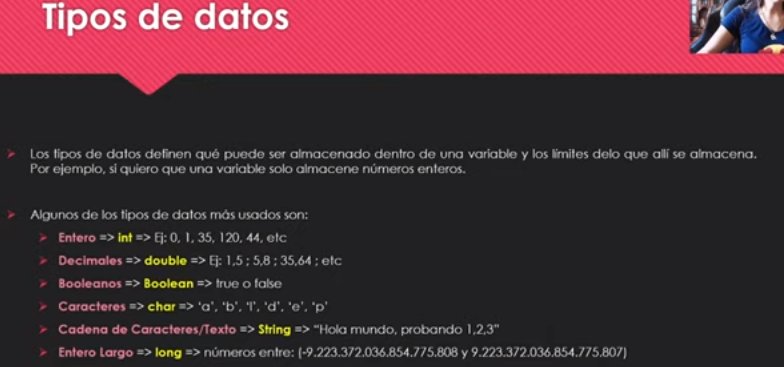 Tipos de datos
Los tipos de datos definen qué puede ser almacenado dentro de una variable y los límites delo que allí se almacena.
Por ejemplo, si quiero que una variable solo almacene números enteros.
Algunos de los tipos de datos más usados son:
Entero => int => Ej: 0, 1, 35, 120, 44, etc
Decimales => double => Ej: 1,5 ; 5,8 ; 35,64 ; etc
Booleanos => Boolean => true o false
Caracteres => char => 'a', 'b', 'l', 'd', 'e', 'p'
Cadena de Caracteres/Texto => String => "Hola mundo, probando 1,2,3"
Entero Largo => long => números entre: (-9.223.372.036.854.775.808 y 9.223.372.036.854.775.807)